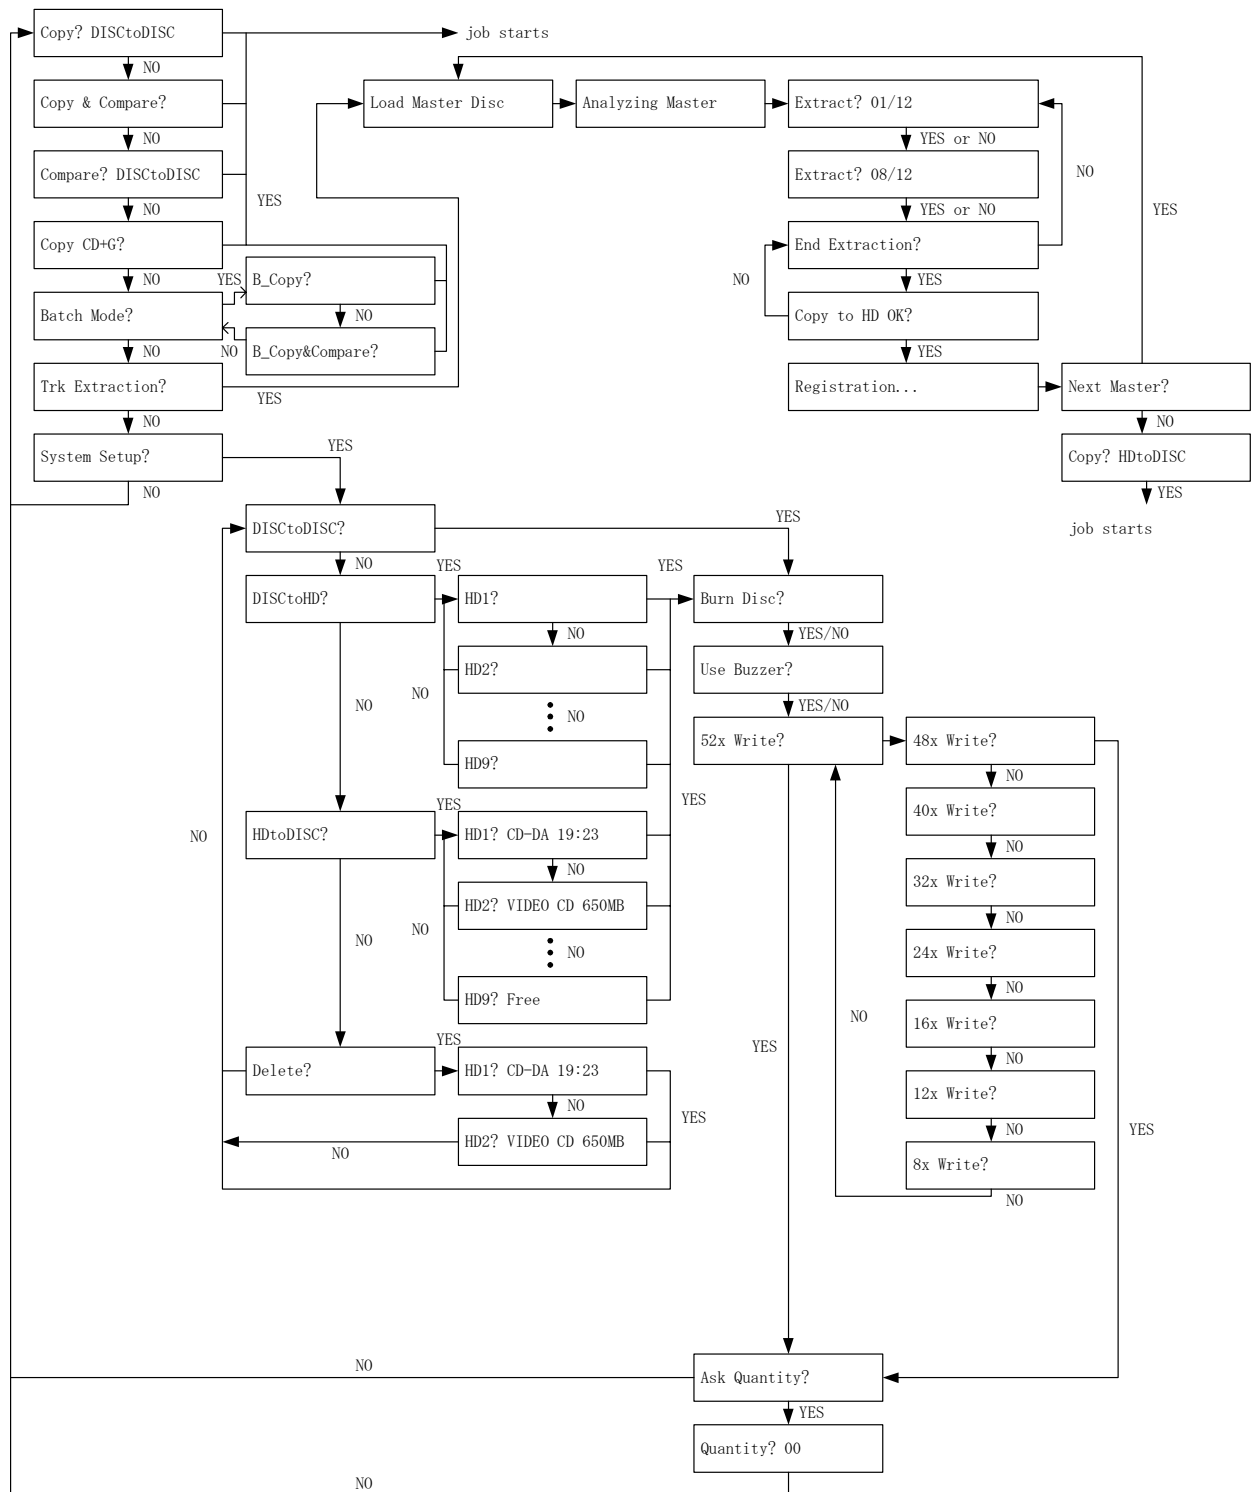 Copy? DISCtoDISC
job starts
NO
Copy & Compare?
Load Master Disc
Analyzing Master
Extract? 01/12
NO
YES or NO
Compare? DISCtoDISC
Extract? 08/12
NO
YES
NO
YES or NO
YES
Copy CD+G?
End Extraction?
NO
YES
B_Copy?
NO
YES
Batch Mode?
NO
Copy to HD OK?
NO
NO
B_Copy&Compare?
YES
Trk Extraction?
YES
Registration...
Next Master?
NO
NO
System Setup?
YES
Copy? HDtoDISC
NO
YES
DISCtoDISC?
YES
job starts
NO
YES
YES
DISCtoHD?
HD1?
Burn Disc?
NO
YES/NO
HD2?
Use Buzzer?
NO
NO
NO
YES/NO
HD9?
52x Write?
48x Write?
NO
YES
YES
40x Write?
NO
HDtoDISC?
HD1? CD-DA 19:23
NO
NO
32x Write?
HD2? VIDEO CD 650MB
NO
NO
NO
NO
24x Write?
NO
HD9? Free
16x Write?
NO
YES
YES
NO
Delete?
HD1? CD-DA 19:23
12x Write?
NO
YES
NO
YES
HD2? VIDEO CD 650MB
NO
8x Write?
NO
NO
Ask Quantity?
YES
Quantity? 00
NO